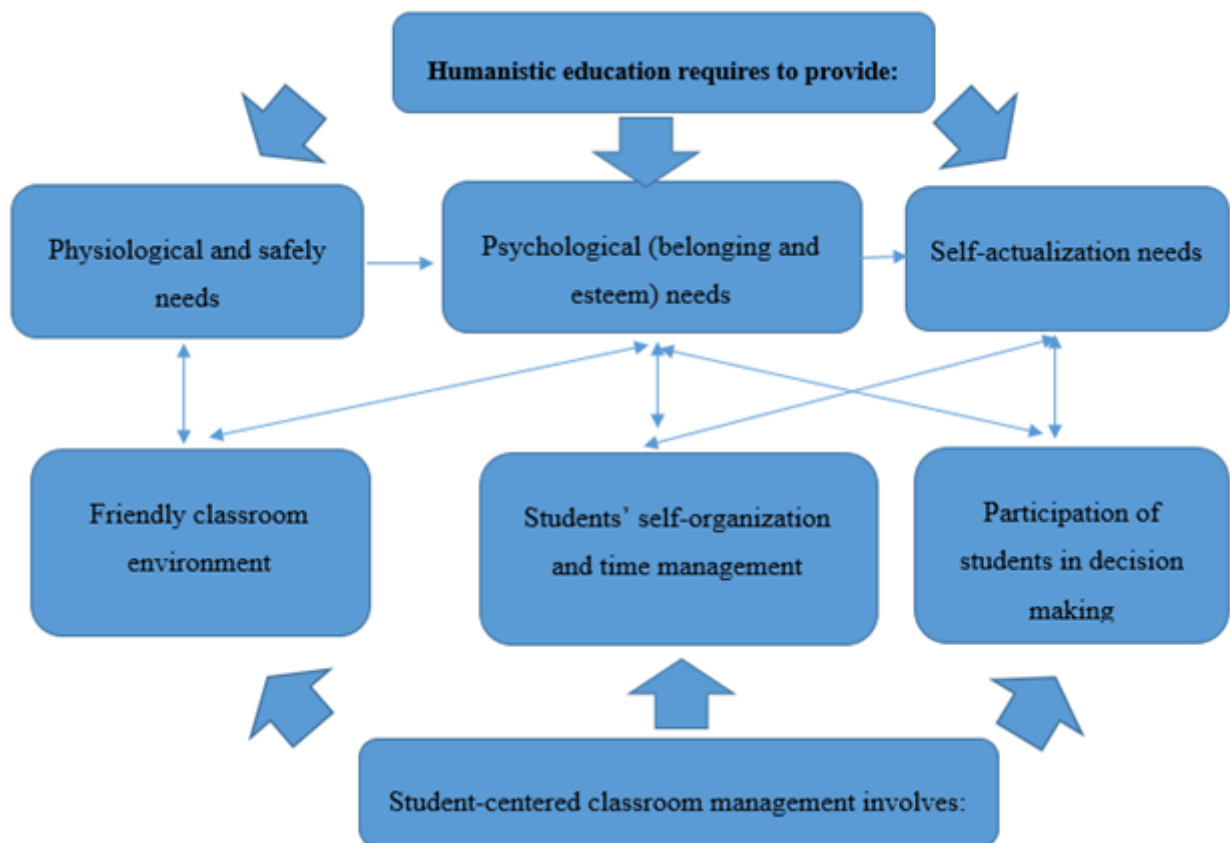 Humanistic education requires to provide:
Physiological and safely
needs
Psychological (belonging and
esteem) needs
Self-actualization needs
Friendly classroom
environment
Students’ self-organization
and time management
Participation of
students in decision
making
Student-centered classroom management involves: